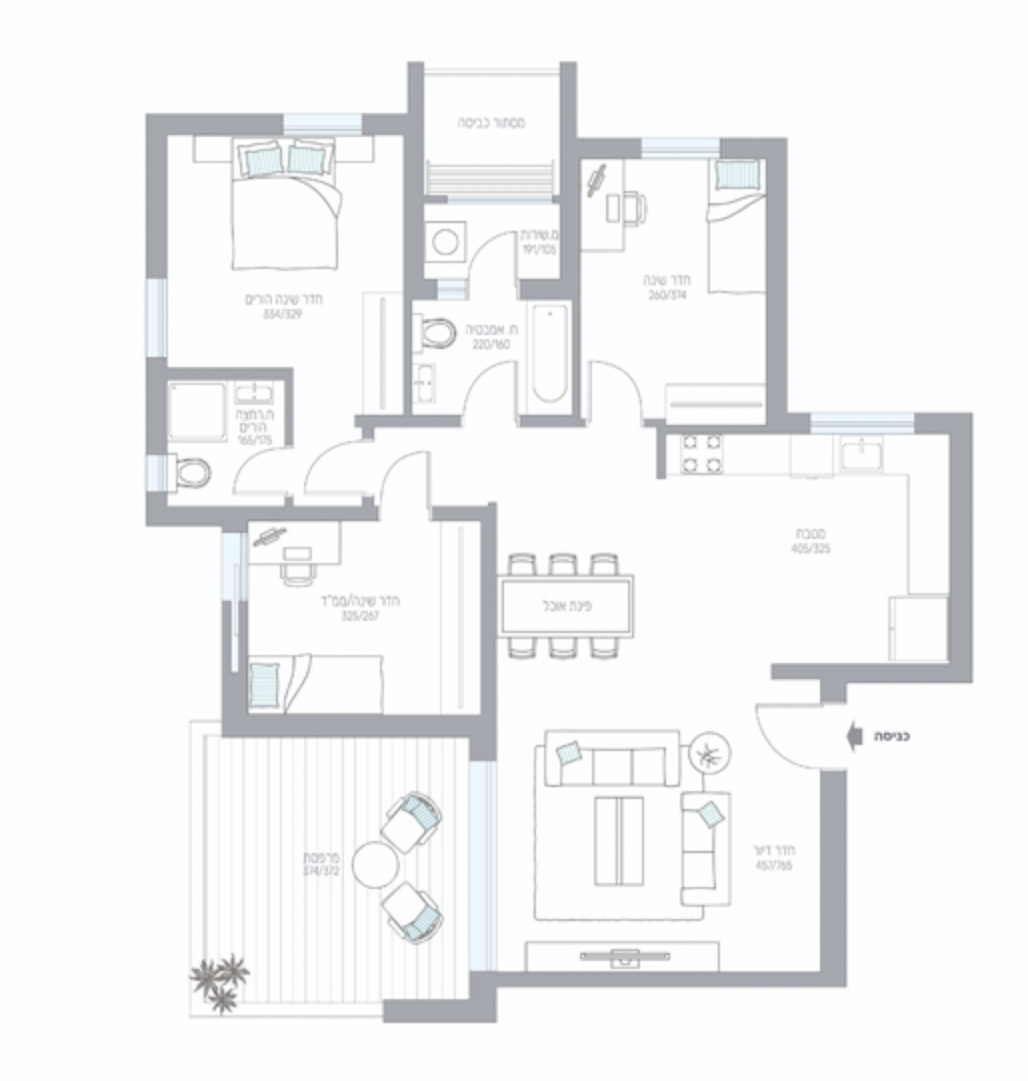 מסתור כביסה
מ.שירות
191/105
חדר שינה
260/374
חדר שינה הורים
334/329
ח. אמבטיה
220/160
ח.רחצה
הורים
165/175
מטבח
405/325
חדר שינה/ממ"ד
325/267
פינת אוכל
כניסה
חדר דיור
457/765
מרפסת
374/372